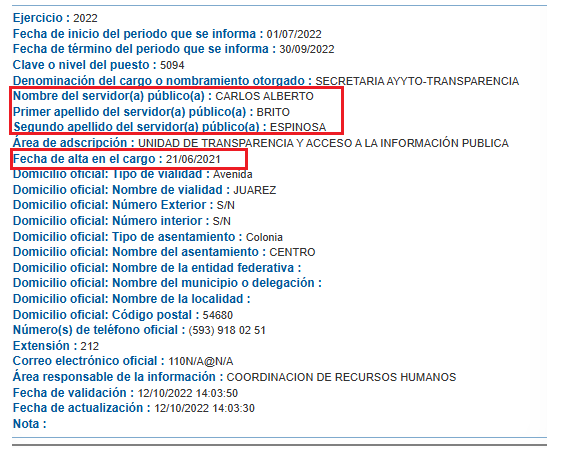 Ejercicio : 2022
Fecha de inicio del periodo que se informa : 01/07/2022
Fecha de término del periodo que se informa : 30/09/2022
Clave o nivel del puesto : 5094
Denominación del cargo o nombramiento otorgado : SECRETARIA AYYTO-TRANSPARENCIA
Nombre del servidor(a) público(a) : CARLOS ALBERTO
Primer apellido del servidor(a) público(a) : BRITO
Segundo apellido del servidor(a) público(a) : ESPINOSA
Área de adscripción : UNIDAD DE TRANSPARENCIA Y ACCESO A LA INFORMACIÓN PUBLICA
Fecha de alta en el cargo : 21/06/2021
Domicilio oficial: Tipo de vialidad : Avenida
Domicilio oficial: Nombre de vialidad : JUAREZ
Domicilio oficial: Número Exterior : S/N
Domicilio oficial: Número interior : S/N
Domicilio oficial: Tipo de asentamiento : Colonia
Domicilio oficial: Nombre del asentamiento : CENTRO
Domicilio oficial: Nombre de la entidad federativa :
Domicilio oficial: Nombre del municipio o delegación :
Domicilio oficial: Nombre de la localidad :
Domicilio oficial: Código postal : 54680
Número(s) de teléfono oficial : (593) 918 02 51
Extensión : 212
Correo electrónico oficial : 110N/A@N/A
Área responsable de la información : COORDINACION DE RECURSOS HUMANOS
Fecha de validación : 12/10/2022 14:03:50
Fecha de actualización : 12/10/2022 14:03:30
Nota :